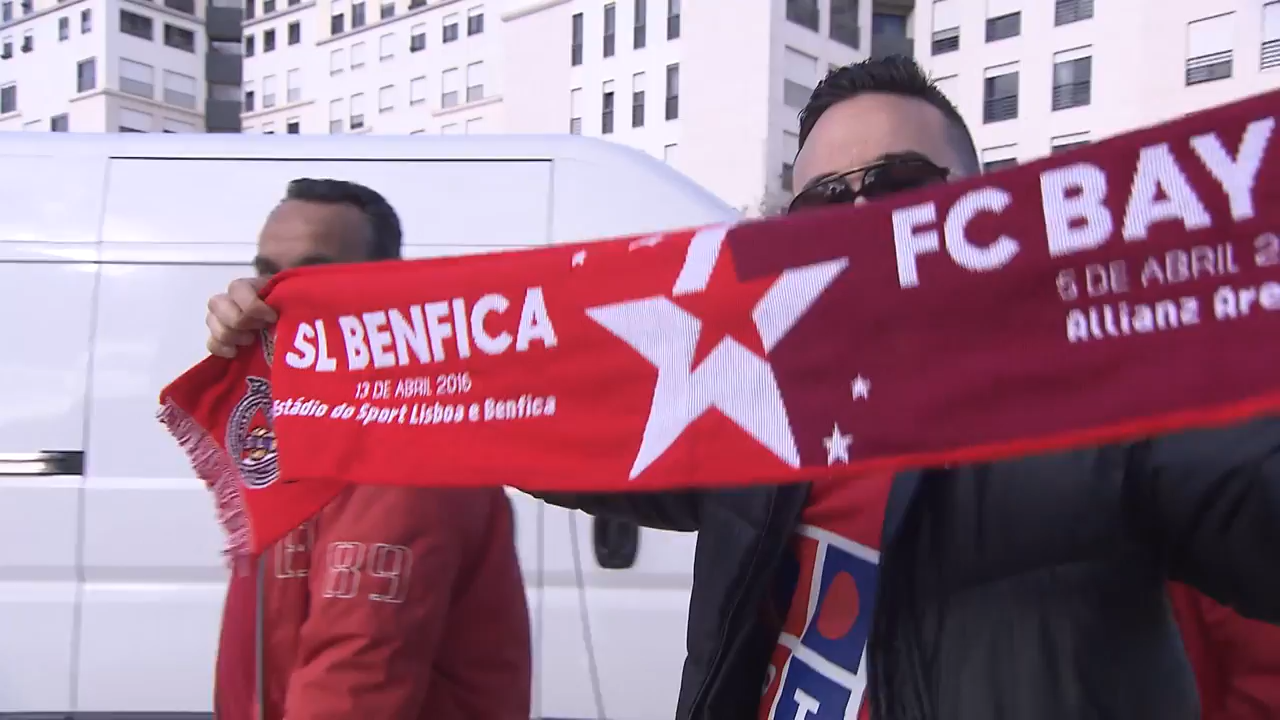 SL BENFICA
13 DE ABRIL 2016
Estádio do Sport Lisboa e Benfica
FC BAY
5 DE ABRIL 2
Allianz Are
89
T